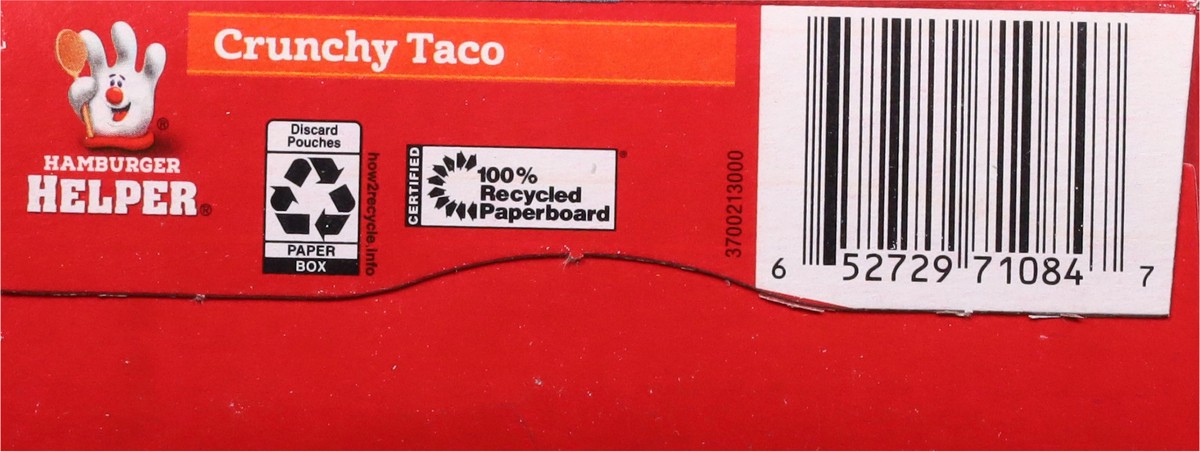 Crunchy Taco
HAMBURGER
HELPER®
Discard
Pouches
PAPER
BOX
how2recycle.info
CERTIFIED
100%
Recycled
Paperboard
3700213000
6 52729 71084 7